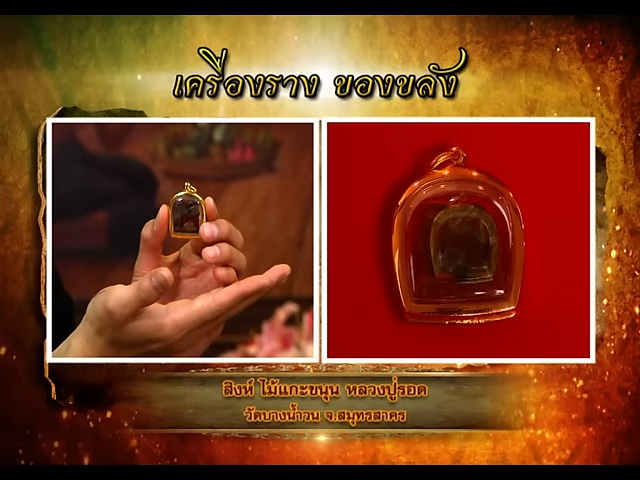 เครื่องราง ของขลัง
สิงห์ ไม้แกะขนุน หลวงปู่รอด
วัดบางน้ำวน จ.สมุทรสาคร